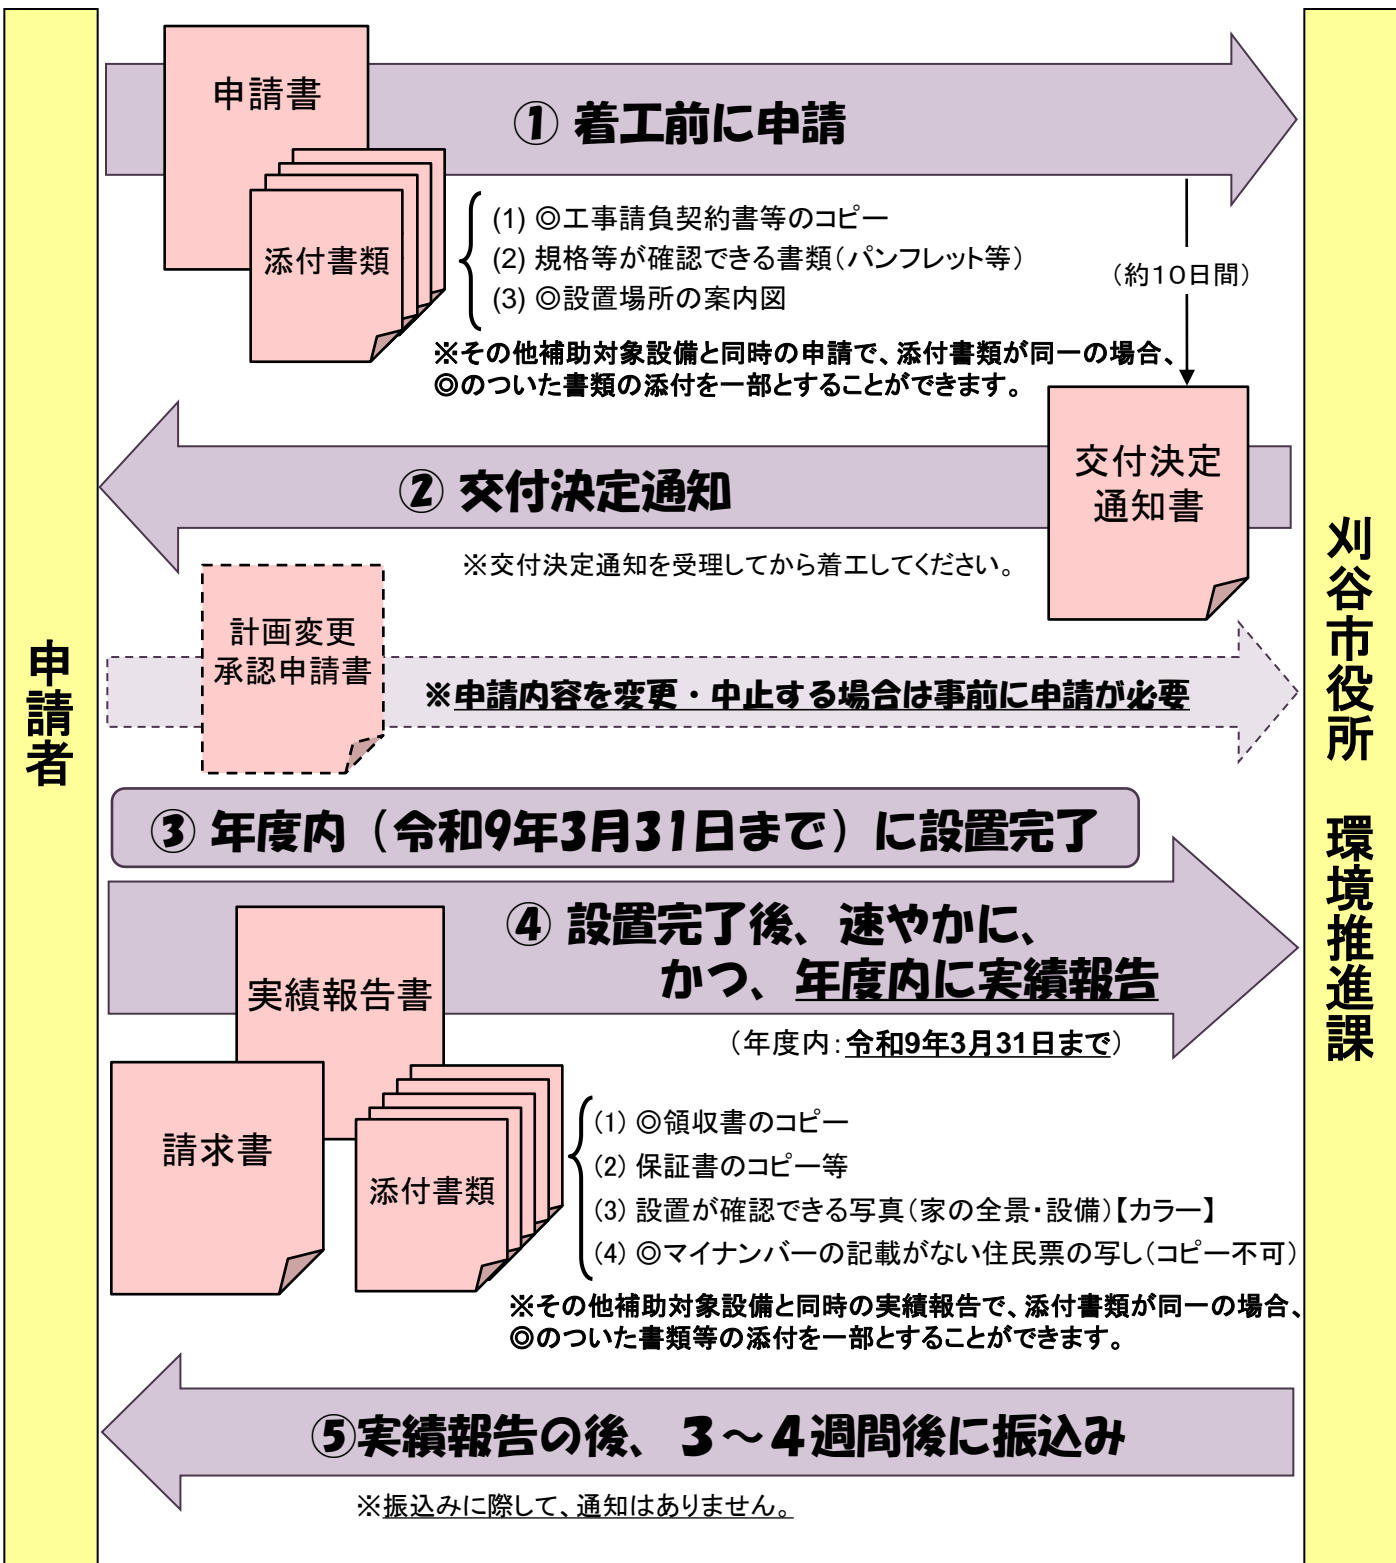 申請者
刈谷市役所　環境推進課
申請書
添付書類
① 着工前に申請
(1) ◎工事請負契約書等のコピー
(2) 規格等が確認できる書類（パンフレット等）
(3) ◎設置場所の案内図
（約１０日間）
※その他補助対象設備と同時の申請で、添付書類が同一の場合、
◎のついた書類の添付を一部とすることができます。
② 交付決定通知
交付決定
通知書
※交付決定通知を受理してから着工してください。
計画変更
承認申請書
※申請内容を変更・中止する場合は事前に申請が必要
③ 年度内（令和9年3月31日まで）に設置完了
④ 設置完了後、速やかに、
かつ、年度内に実績報告
（年度内：令和9年3月31日まで）
実績報告書
請求書
添付書類
(1) ◎領収書のコピー
(2) 保証書のコピー等
(3) 設置が確認できる写真（家の全景・設備）【カラー】
(4) ◎マイナンバーの記載がない住民票の写し（コピー不可）
※その他補助対象設備と同時の実績報告で、添付書類が同一の場合、
◎のついた書類等の添付を一部とすることができます。
⑤実績報告の後、３～４週間後に振込み
※振込みに際して、通知はありません。